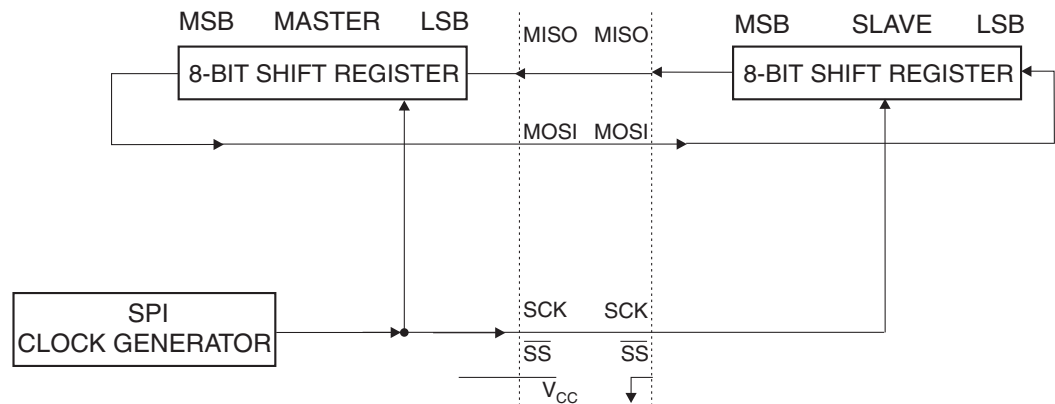 MSB MASTER LSB
8-BIT SHIFT REGISTER
MISO MISO
MSB SLAVE LSB
8-BIT SHIFT REGISTER
MOSI MOSI
SPI
CLOCK GENERATOR
SCK SCK
SS SS
VCC